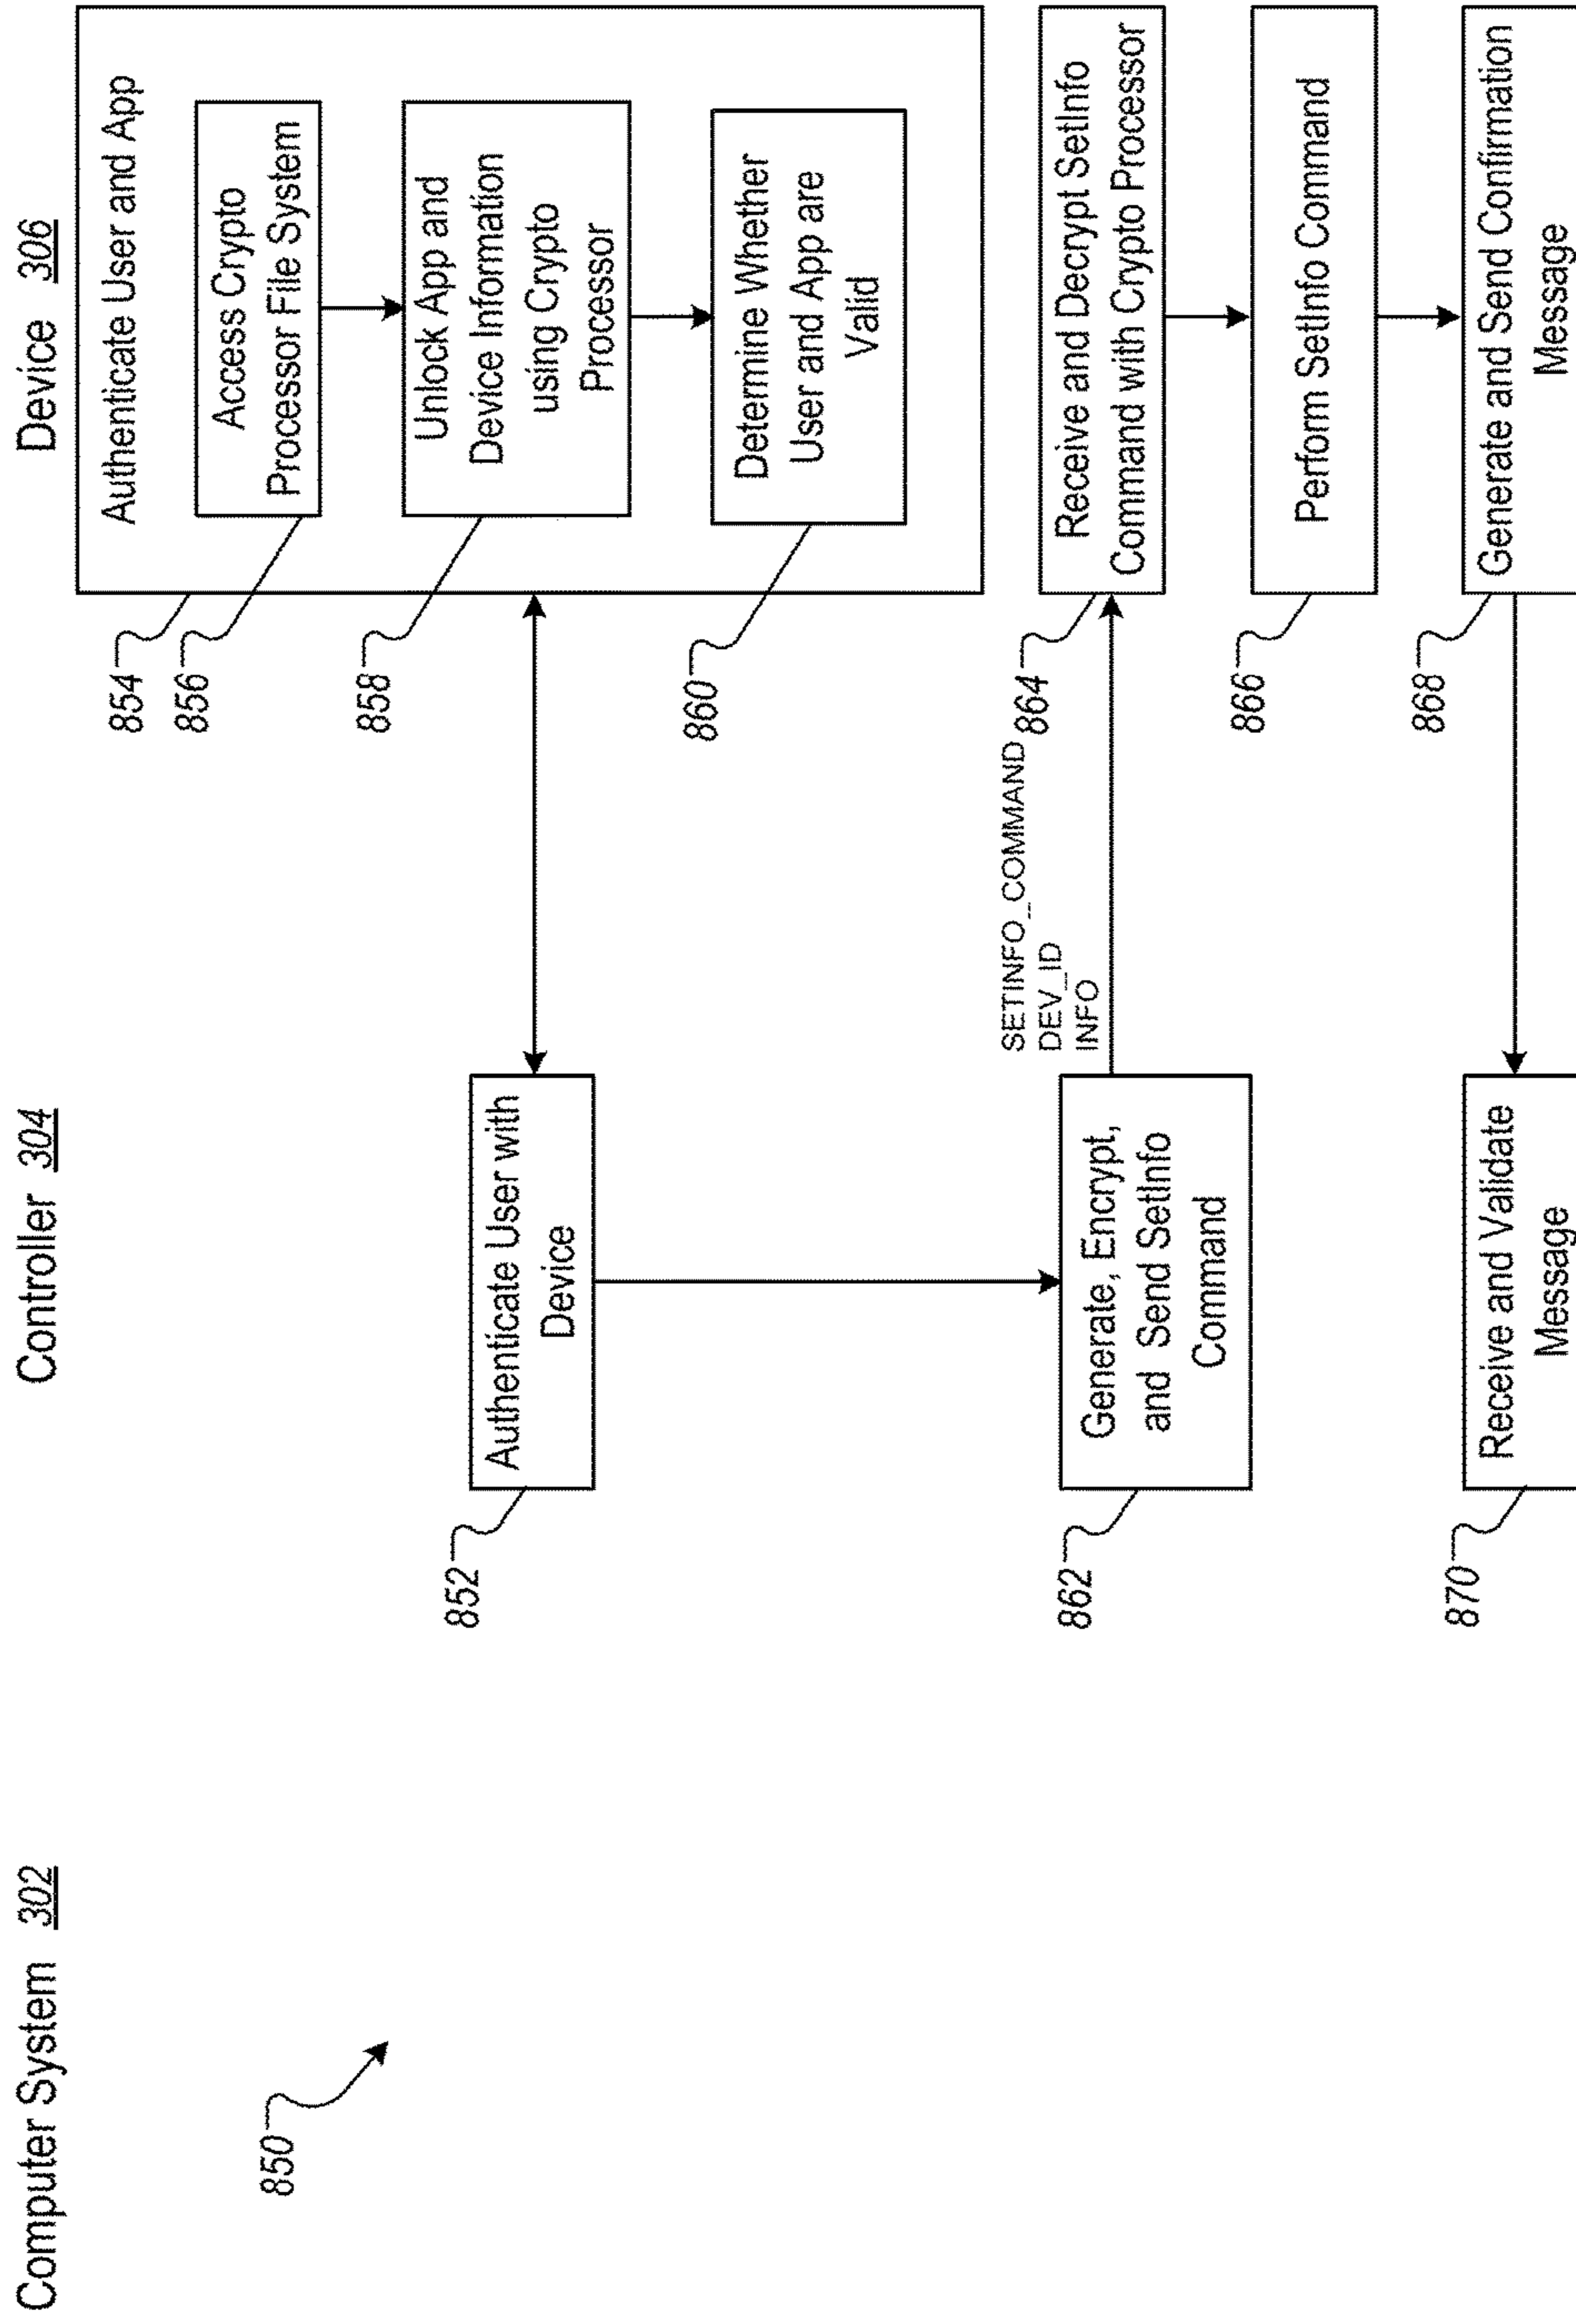 Computer System 302
Controller 304
Device 306
850
852
Authenticate User with
Device
854
Authenticate User and App
856
Access Crypto
Processor File System
858
Unlock App and
Device Information
using Crypto
Processor
860
Determine Whether
User and App are
Valid
862
Generate, Encrypt,
and Send SetInfo
Command
SETINFO_COMMAND
DEV_ID
INFO
864
Receive and Decrypt SetInfo
Command with Crypto Processor
866
Perform SetInfo Command
868
Generate and Send Confirmation
Message
870
Receive and Validate
Message